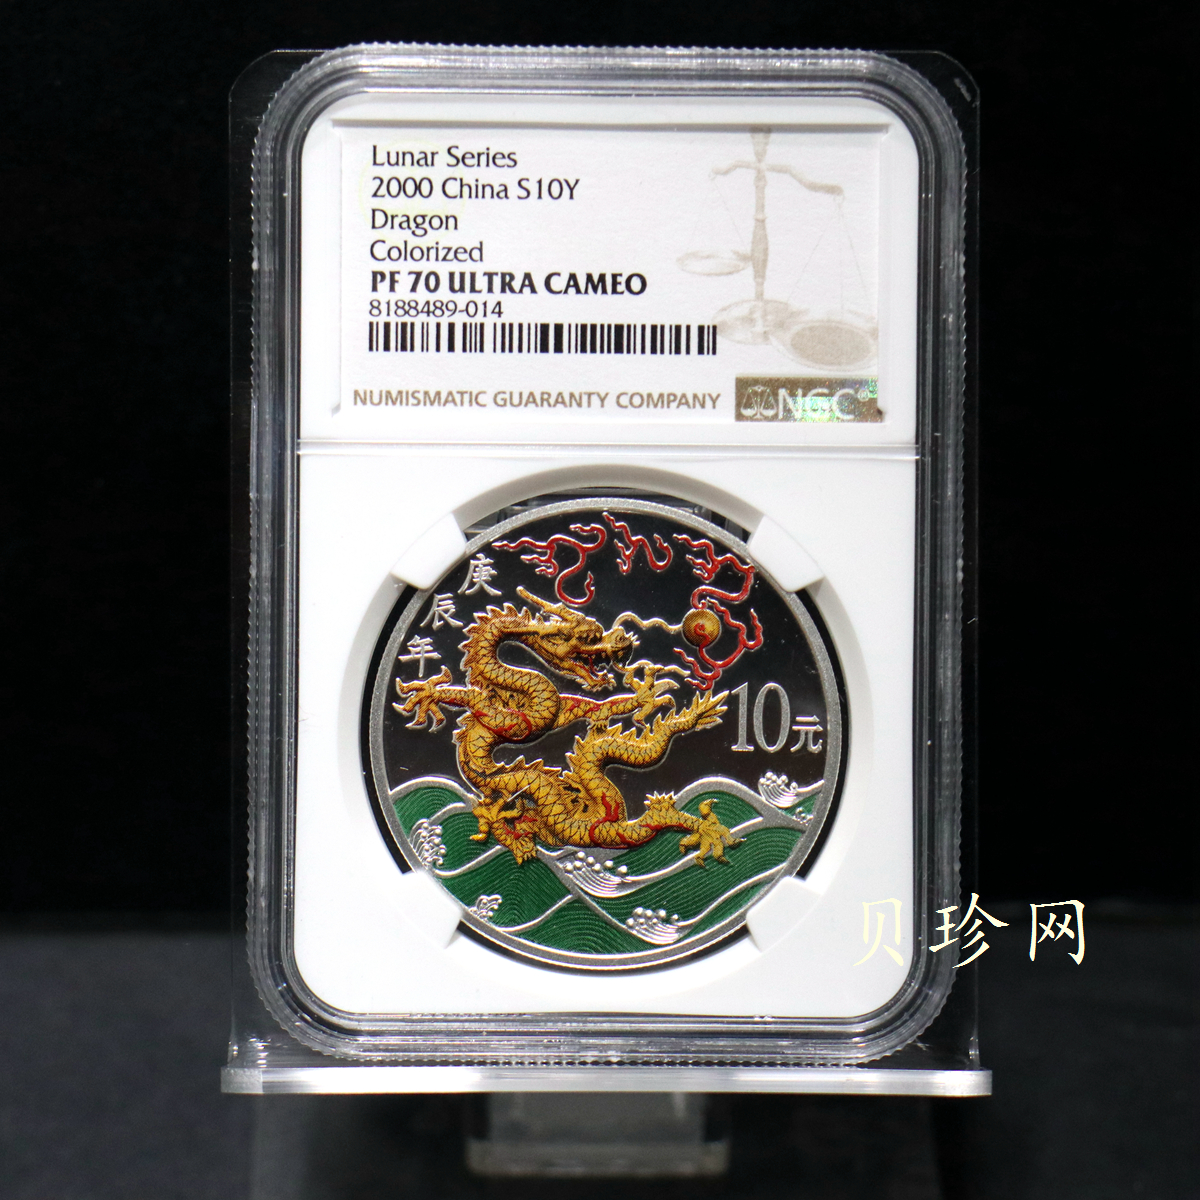 Lunar Series
2000 China S10Y
Dragon
Colorized
PF 70 ULTRA CAMEO
8188489-014
NUMISMATIC GUARANTY COMPANY
NGC
庚辰年
10元
贝珍网